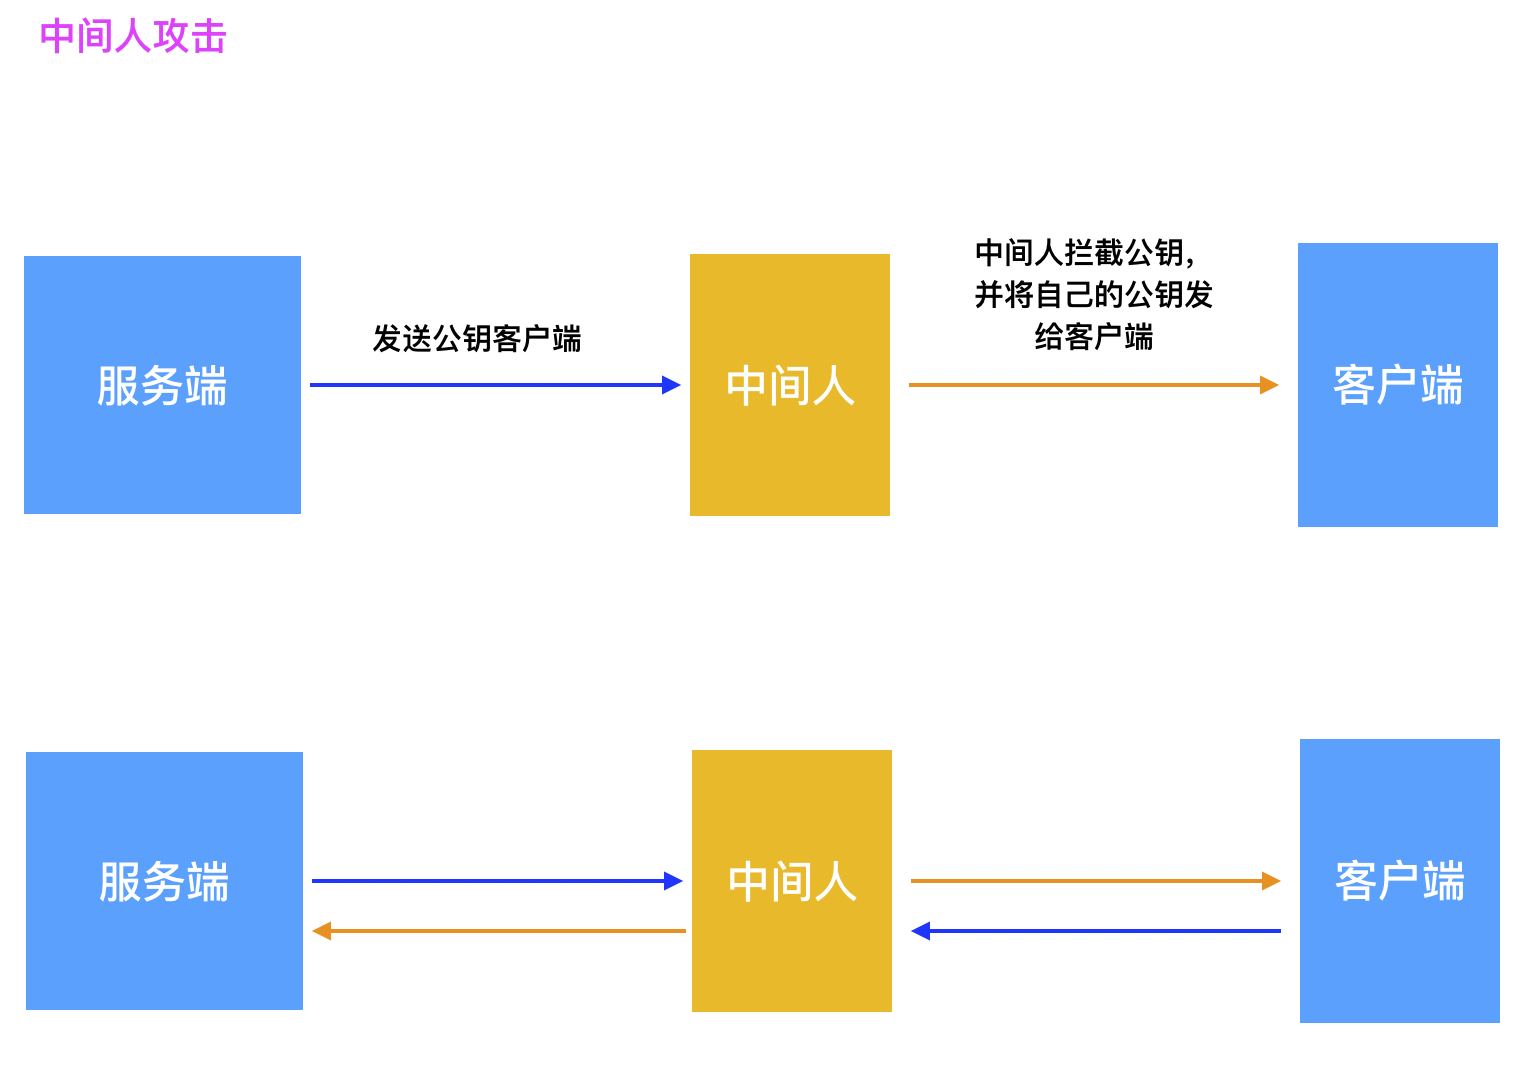 中间人攻击
服务端
发送公钥客户端
中间人
中间人拦截公钥，
并将自己的公钥发
给客户端
客户端
服务端
中间人
客户端